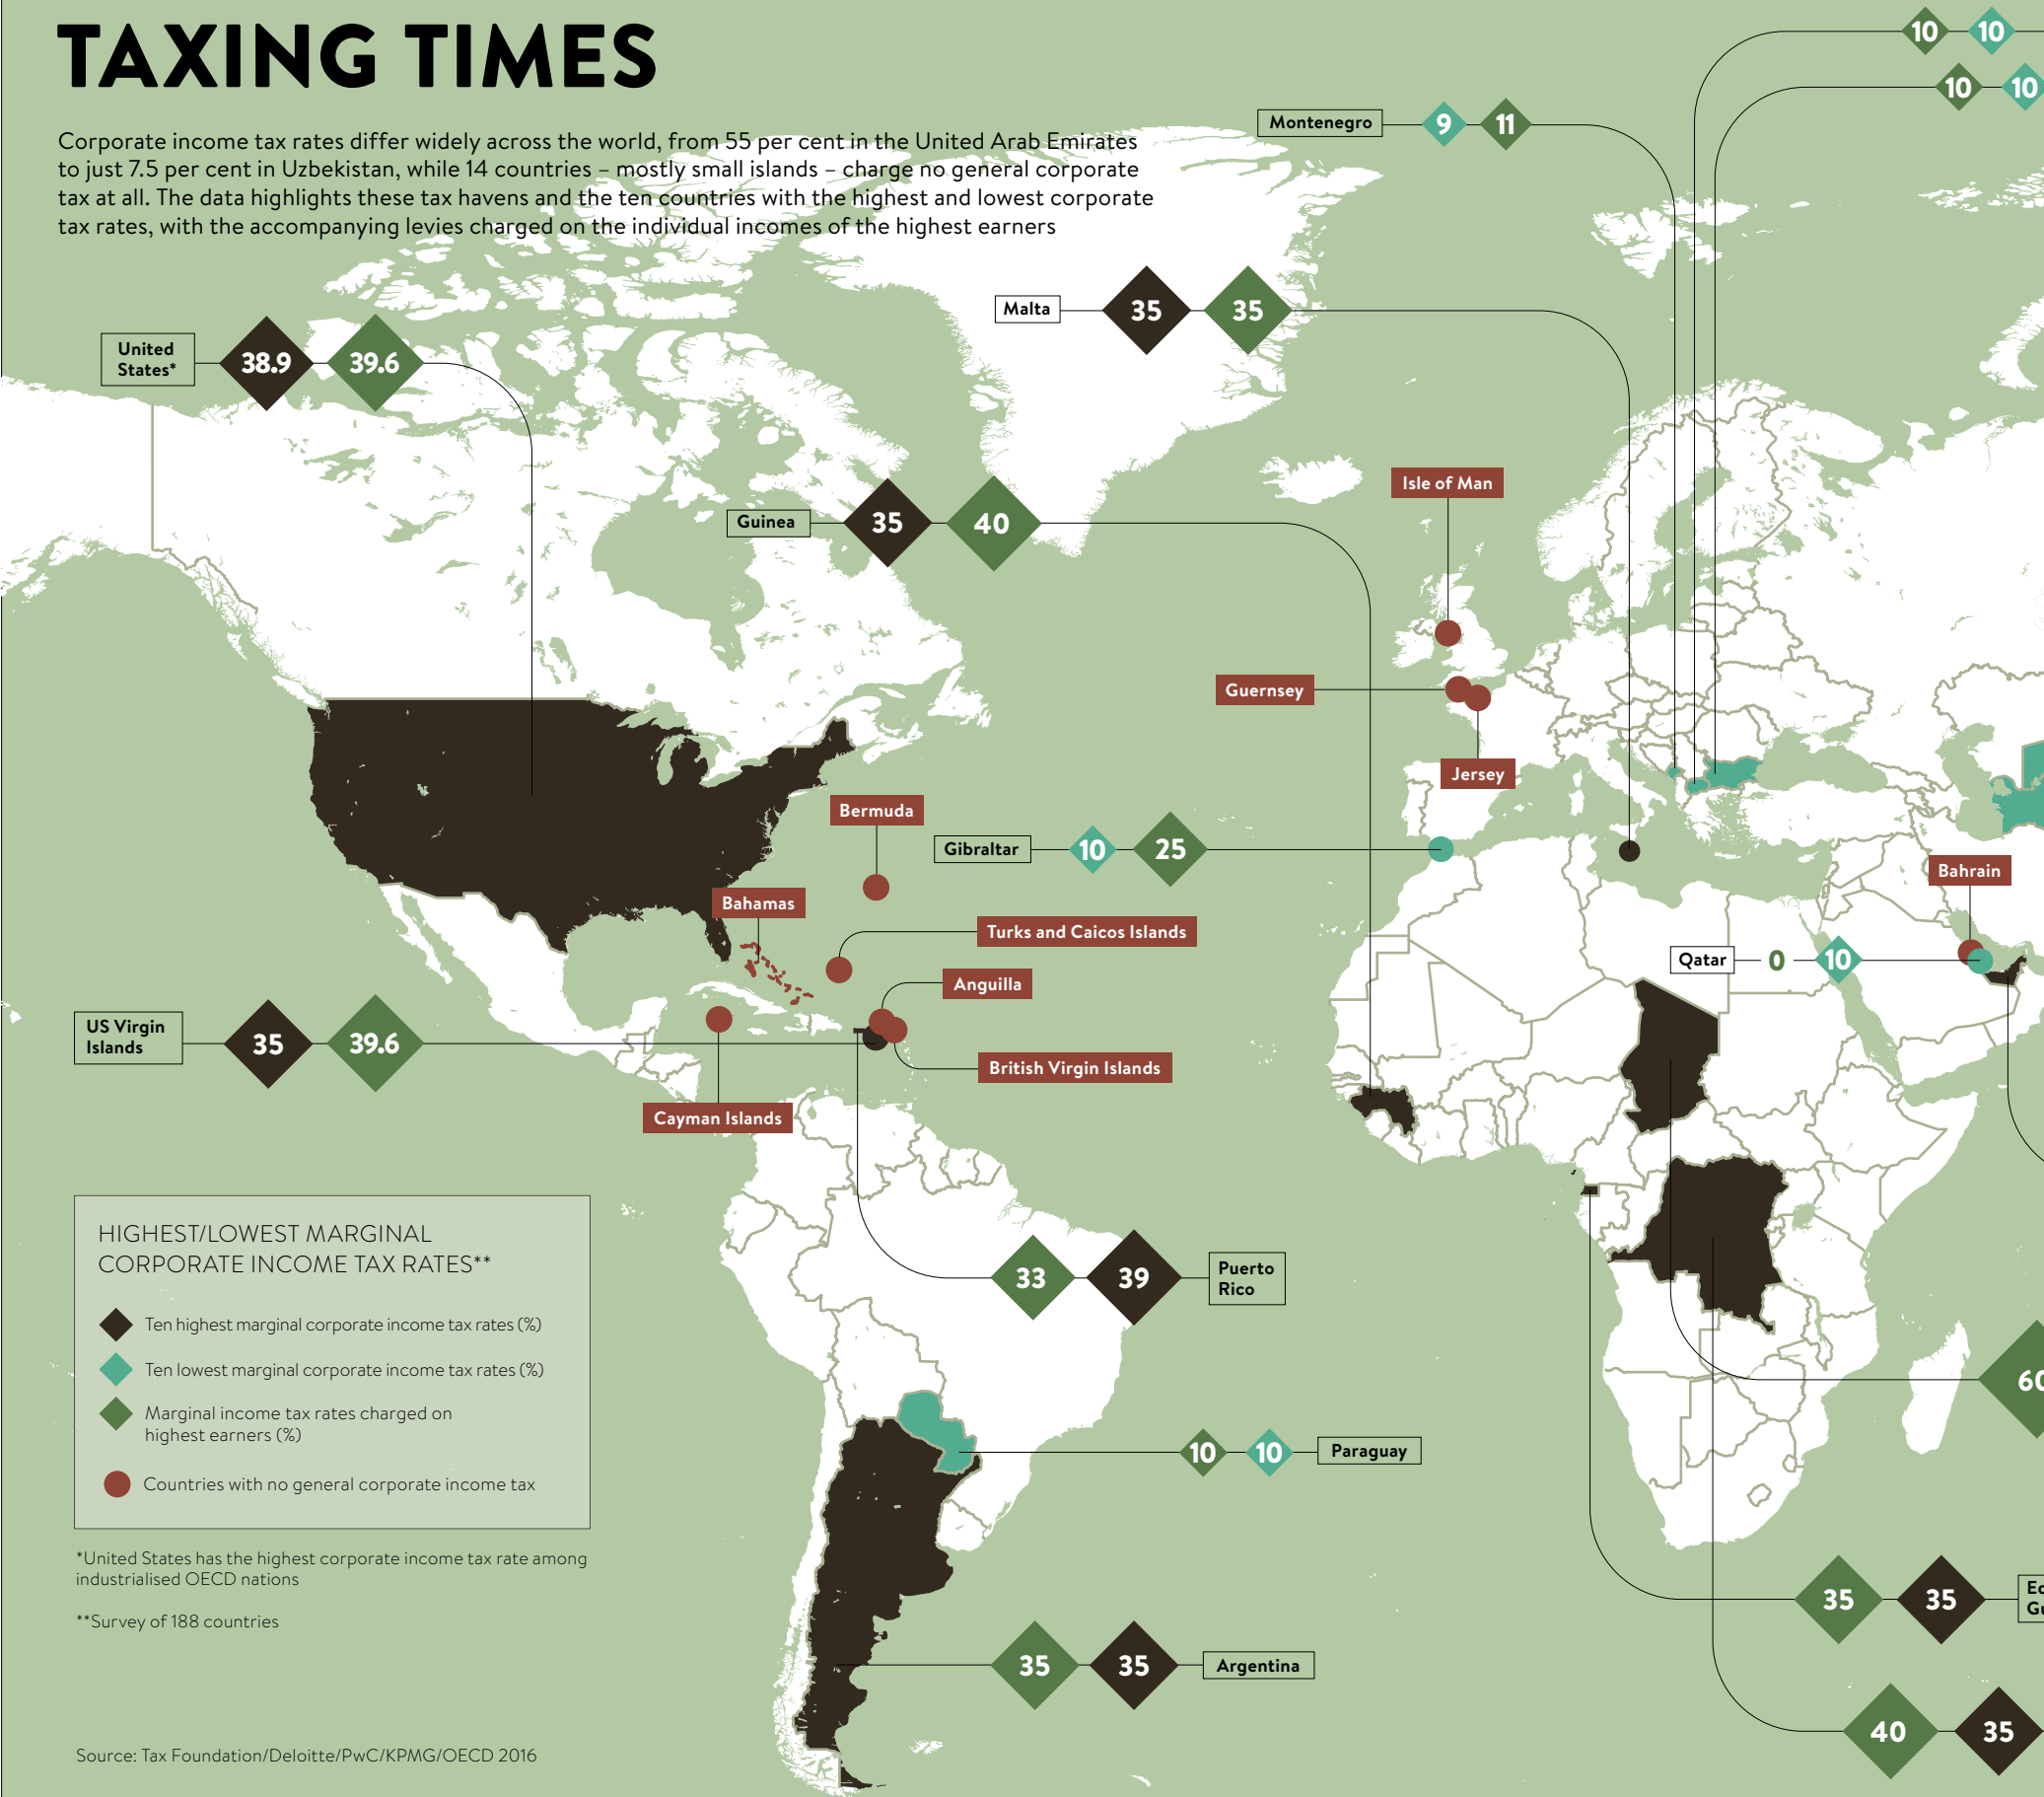 TAXING TIMES
Corporate income tax rates differ widely across the world, from 55 per cent in the United Arab Emirates
to just 7.5 per cent in Uzbekistan, while 14 countries – mostly small islands – charge no general corporate
tax at all. The data highlights these tax havens and the ten countries with the highest and lowest corporate
tax rates, with the accompanying levies charged on the individual incomes of the highest earners
10 10
10 10
Montenegro 9 11
Malta 35 35
United
States*
38.9 39.6
Isle of Man
Guinea 35 40
Guernsey
Jersey
Bermuda
Gibraltar 10 25
Bahrain
Bahamas
Turks and Caicos Islands
Qatar 0 10
Anguilla
US Virgin
Islands
35 39.6
British Virgin Islands
Cayman Islands
33 39 Puerto
Rico
60
10 10 Paraguay
35 35
35 35 Argentina
40 35
HIGHEST/LOWEST MARGINAL
CORPORATE INCOME TAX RATES**
Ten highest marginal corporate income tax rates (%)
Ten lowest marginal corporate income tax rates (%)
Marginal income tax rates charged on
highest earners (%)
Countries with no general corporate income tax
*United States has the highest corporate income tax rate among
industrialised OECD nations
**Survey of 188 countries
Source: Tax Foundation/Deloitte/PwC/KPMG/OECD 2016